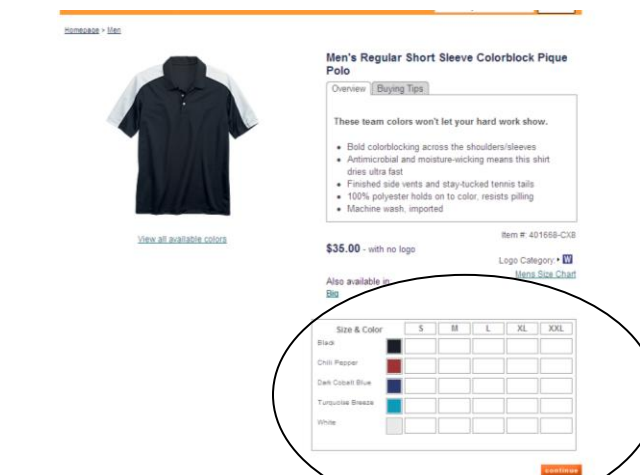 Homepage > Men
Men's Regular Short Sleeve Colorblock Pique
Polo
Overview
Buying Tips
These team colors won't let your hard work show.
• Bold colorblocking across the shoulders/sleeves
• Antimicrobial and moisture-wicking means this shirt
dries ultra fast
• Finished side vents and stay-tucked tennis tails
• 100% polyester holds on to color, resists pilling
• Machine wash, imported
View all available colors
Item #: 401668-CX8
$35.00 - with no logo
Logo Category: • W
Mens Size Chart
Also available in
Big
Size & Color S M L XL XXL
Black
Chili Pepper
Dark Cobalt Blue
Turquoise Breeze
White
continue